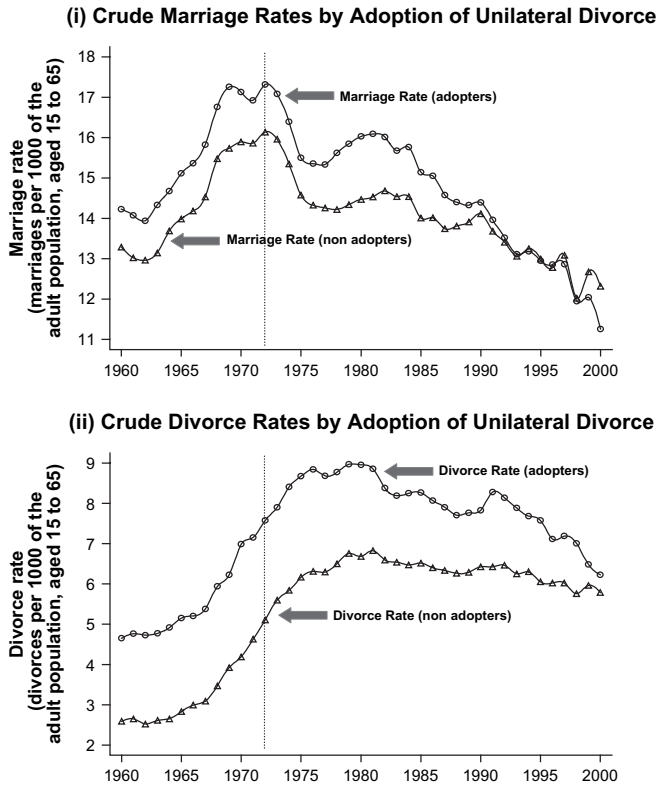 (i) Crude Marriage Rates by Adoption of Unilateral Divorce
Marriage rate
(marriages per 1000 of the
adult population, aged 15 to 65)
18
17
16
15
14
13
12
11
Marriage Rate (adopters)
Marriage Rate (non adopters)
1960 1965 1970 1975 1980 1985 1990 1995 2000
(ii) Crude Divorce Rates by Adoption of Unilateral Divorce
Divorce rate
(divorces per 1000 of the
adult population, aged 15 to 65)
9
8
7
6
5
4
3
2
Divorce Rate (adopters)
Divorce Rate (non adopters)
1960 1965 1970 1975 1980 1985 1990 1995 2000